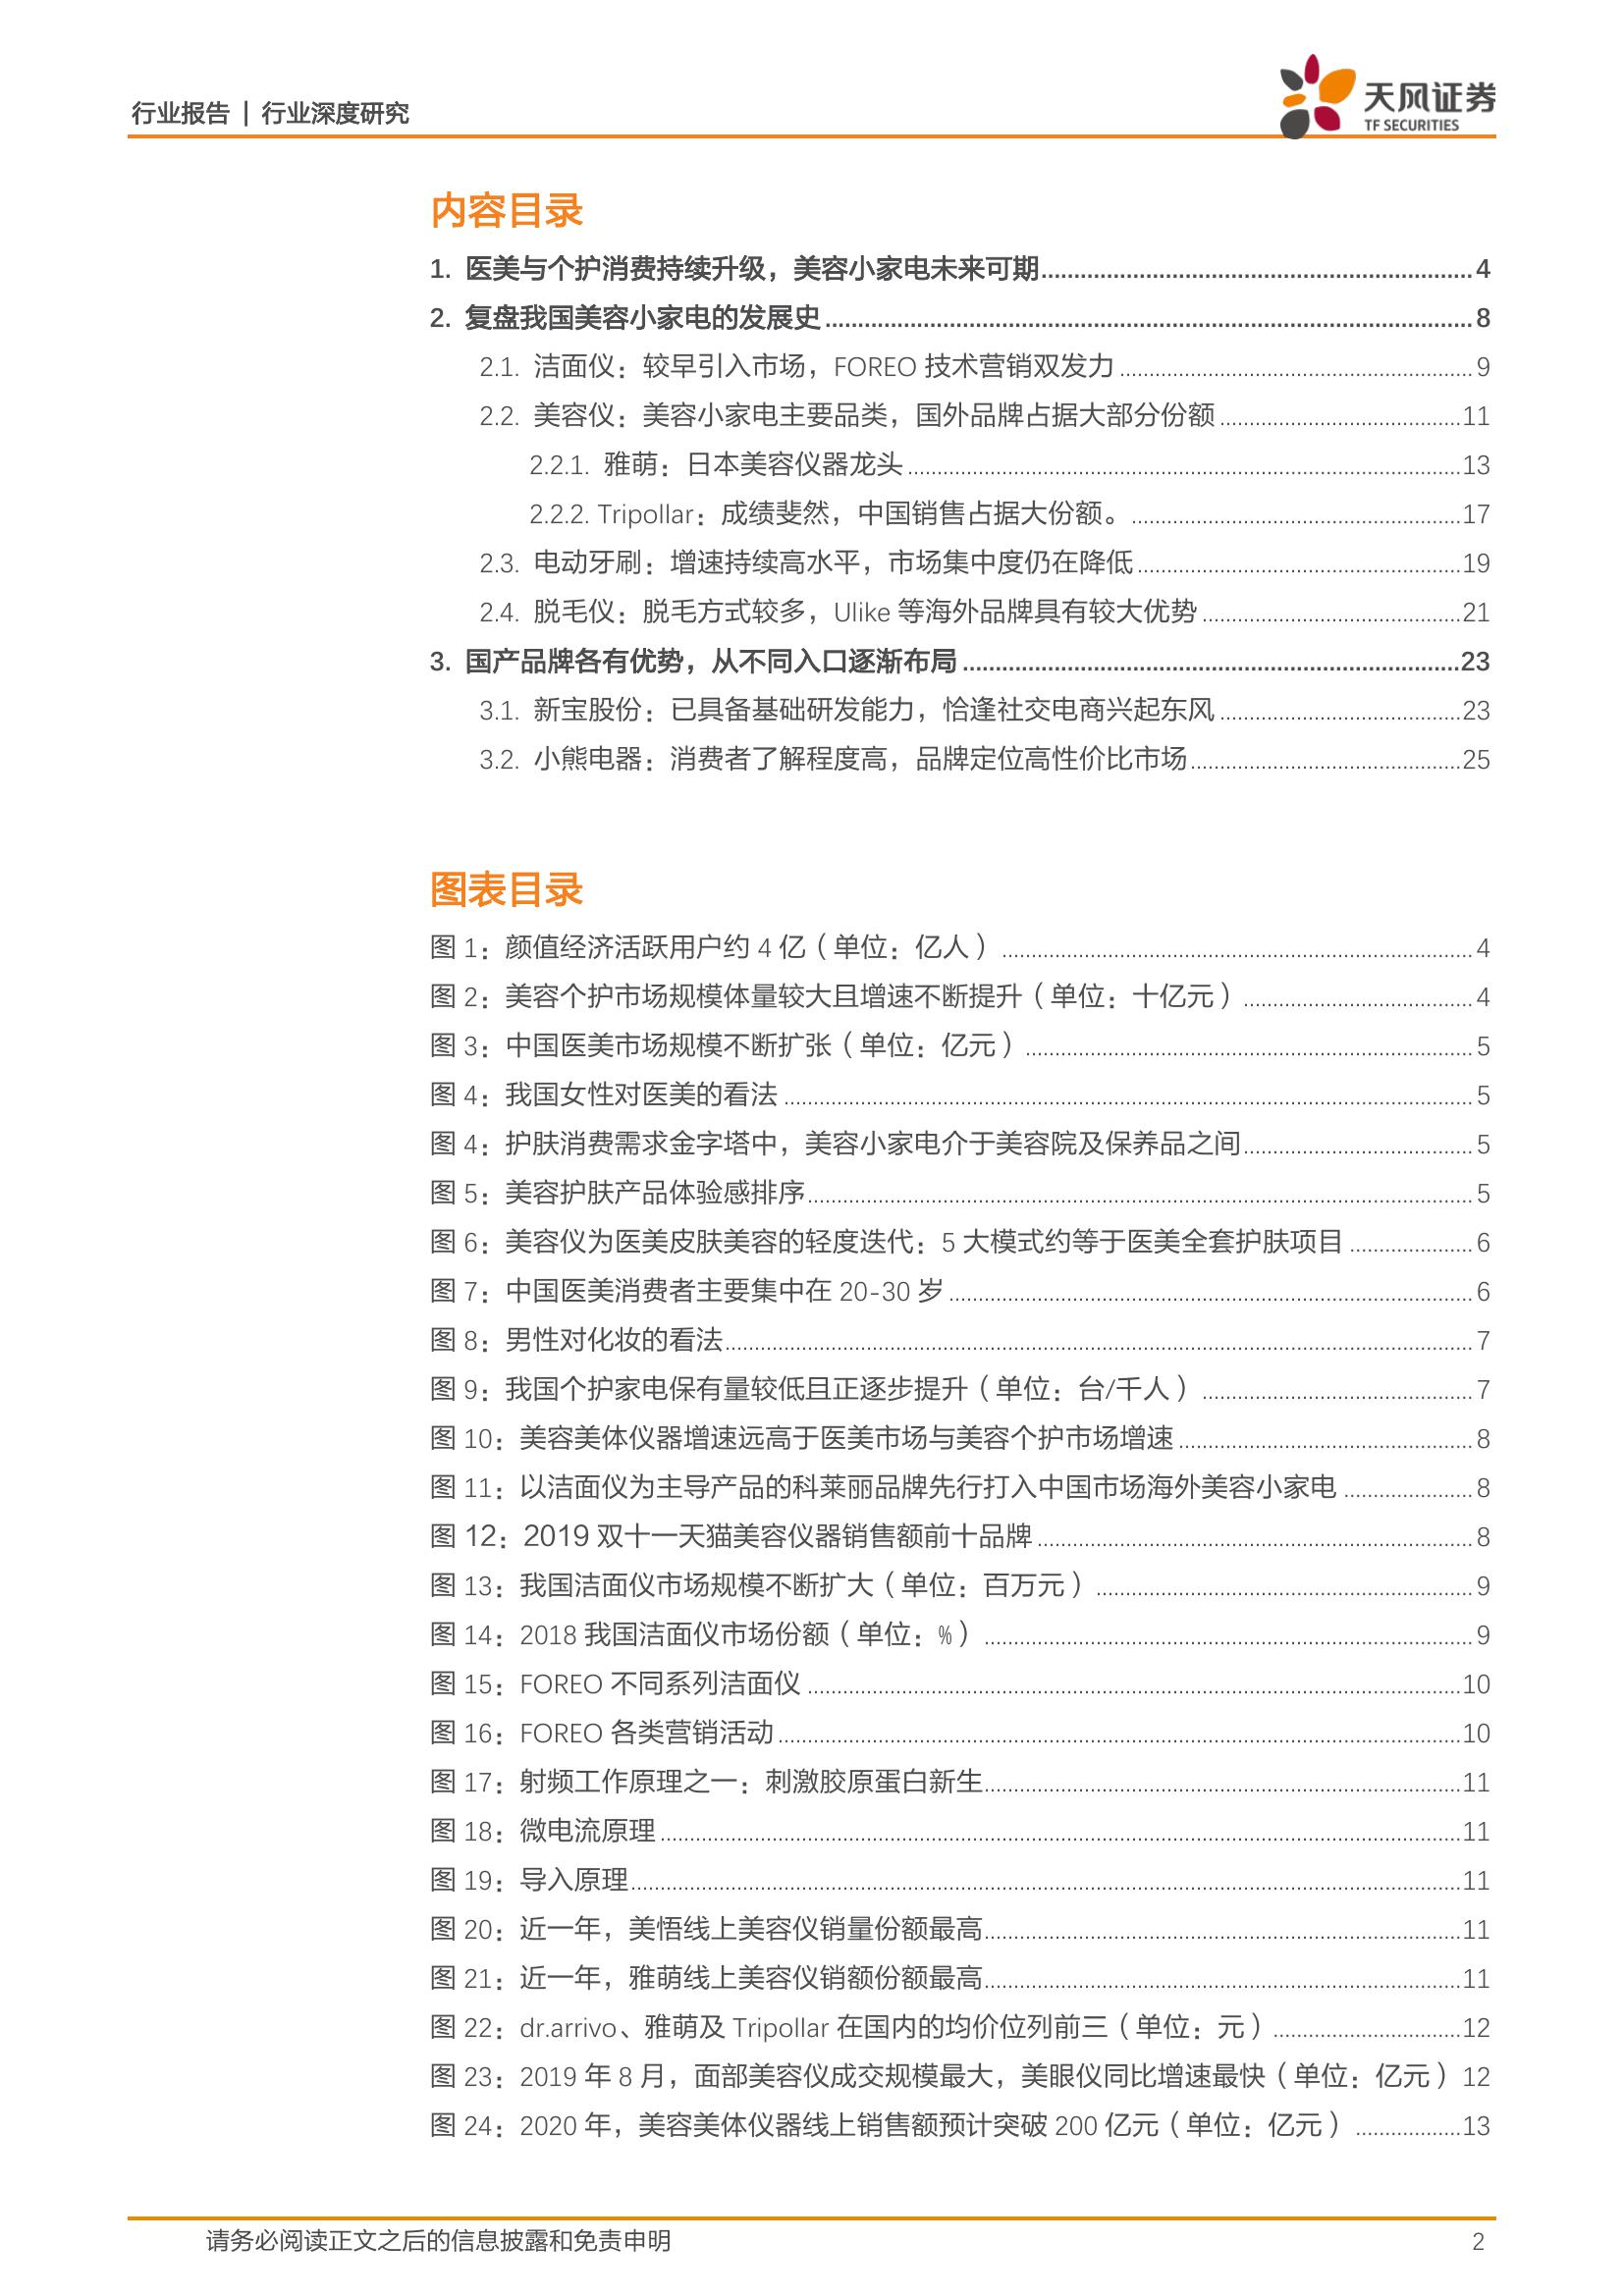 行业报告 | 行业深度研究
天风证券
TF SECURITIES
内容目录
1. 医美与个护消费持续升级，美容小家电未来可期 4
2. 复盘我国美容小家电的发展史 8
2.1. 洁面仪：较早引入市场，FOREO 技术营销双发力 9
2.2. 美容仪：美容小家电主要品类，国外品牌占据大部分份额 11
2.2.1. 雅萌：日本美容仪器龙头 13
2.2.2. Tripollar：成绩斐然，中国销售占据大份额。 17
2.3. 电动牙刷：增速持续高水平，市场集中度仍在降低 19
2.4. 脱毛仪：脱毛方式较多，Ulike 等海外品牌具有较大优势 21
3. 国产品牌各有优势，从不同入口逐渐布局 23
3.1. 新宝股份：已具备基础研发能力，恰逢社交电商兴起东风 23
3.2. 小熊电器：消费者了解程度高，品牌定位高性价比市场 25
图表目录
图 1：颜值经济活跃用户约 4 亿（单位：亿人） 4
图 2：美容个护市场规模体量较大且增速不断提升（单位：十亿元） 4
图 3：中国医美市场规模不断扩张（单位：亿元） 5
图 4：我国女性对医美的看法 5
图 4：护肤消费需求金字塔中，美容小家电介于美容院及保养品之间 5
图 5：美容护肤产品体验感排序 5
图 6：美容仪为医美皮肤美容的轻度迭代：5 大模式约等于医美全套护肤项目 6
图 7：中国医美消费者主要集中在 20-30 岁 6
图 8：男性对化妆的看法 7
图 9：我国个护家电保有量较低且正逐步提升（单位：台/千人） 7
图 10：美容美体仪器增速远高于医美市场与美容个护市场增速 8
图 11：以洁面仪为主导产品的科莱丽品牌先行打入中国市场海外美容小家电 8
图 12：2019 双十一天猫美容仪器销售额前十品牌 8
图 13：我国洁面仪市场规模不断扩大（单位：百万元） 9
图 14：2018 我国洁面仪市场份额（单位：%） 9
图 15：FOREO 不同系列洁面仪 10
图 16：FOREO 各类营销活动 10
图 17：射频工作原理之一：刺激胶原蛋白新生 11
图 18：微电流原理 11
图 19：导入原理 11
图 20：近一年，美悟线上美容仪销量份额最高 11
图 21：近一年，雅萌线上美容仪销额份额最高 11
图 22：dr.arrivo、雅萌及 Tripollar 在国内的均价位列前三（单位：元） 12
图 23：2019 年 8 月，面部美容仪成交规模最大，美眼仪同比增速最快（单位：亿元） 12
图 24：2020 年，美容美体仪器线上销售额预计突破 200 亿元（单位：亿元） 13
请务必阅读正文之后的信息披露和免责申明 2